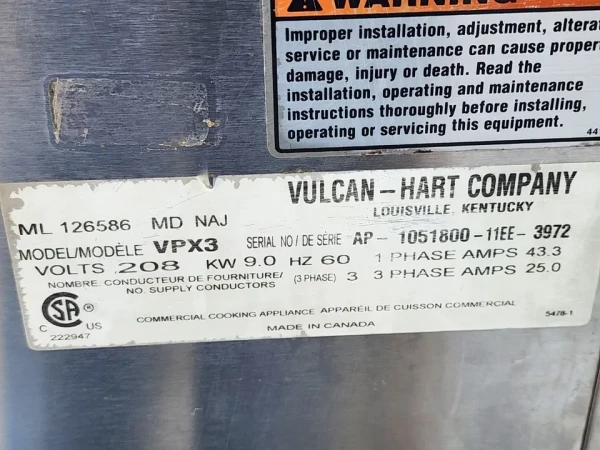 WARNING
Improper installation, adjustment, alterat
service or maintenance can cause proper
damage, injury or death. Read the
installation, operating and maintenance
instructions thoroughly before installing,
operating or servicing this equipment.
441
VULCAN-HART COMPANY
LOUISVILLE, KENTUCKY
ML 126586 MD NAJ
MODEL/MODÈLE VPX3 SERIAL NO/DE SÉRIE AP - 1051800-11EE- 3972
VOLTS 208 KW 9.0 HZ 60 1 PHASE AMPS 43.3
NOMBRE CONDUCTEUR DE FOURNITURE/
NO. SUPPLY CONDUCTORS (3 PHASE) 3 3 PHASE AMPS 25.0
CSA ®
C US
222947
COMMERCIAL COOKING APPLIANCE APPAREIL DE CUISSON COMMERCIAL
MADE IN CANADA
5478-1